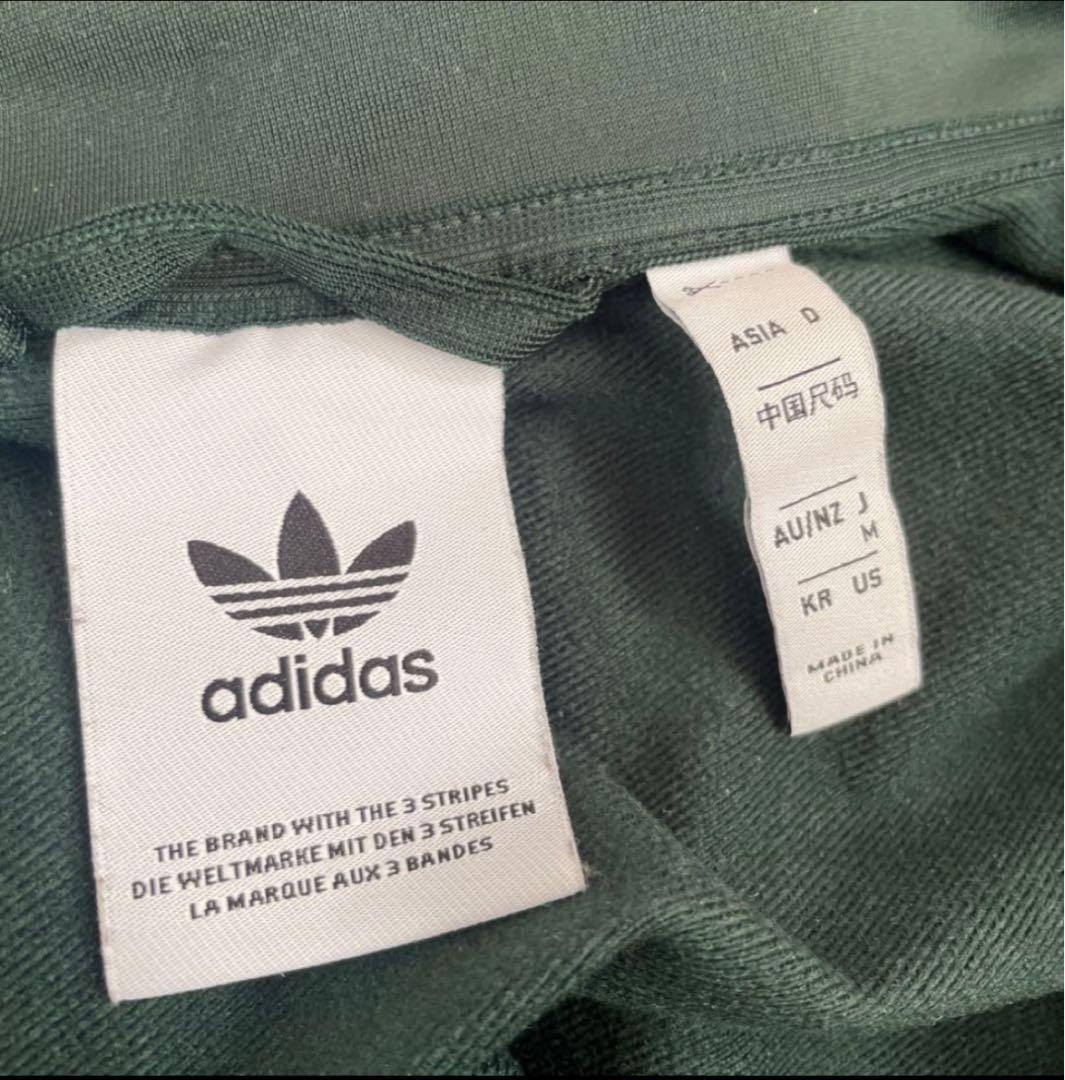 adidas
THE BRAND WITH THE 3 STRIPES
DIE WELTMARKE MIT DEN 3 STREIFEN
LA MARQUE AUX 3 BANDES
ASIA D
中国尺码
AU/NZ J
M
KR US
MADE IN
CHINA